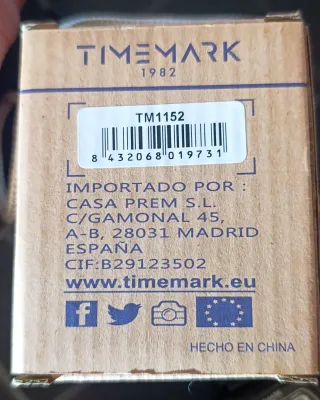 TIMEMARK
1982
TM1152
8 432068 019731
IMPORTADO POR :
CASA PREM S.L.
C/GAMONAL 45,
A-B, 28031 MADRID
ESPAÑA
CIF:B29123502
www.timemark.eu
HECHO EN CHINA